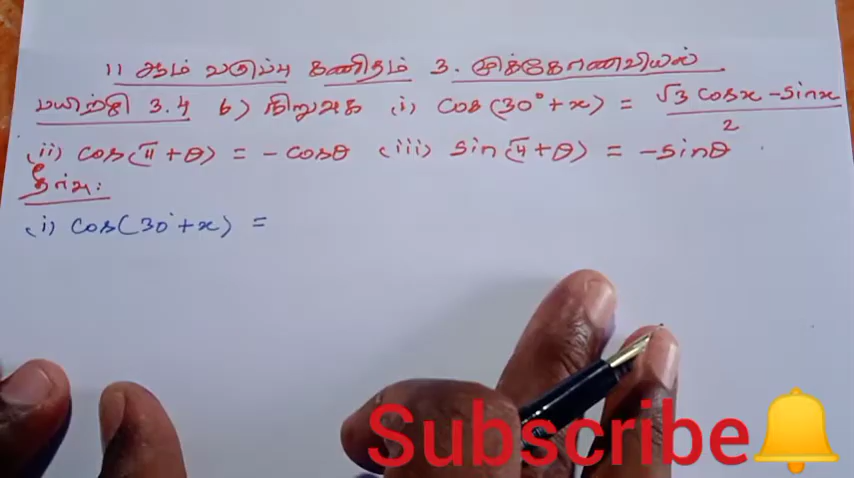 11 ஆம் வகுப்பு கணிதம் 3. முக்கோணவியல்
பயிற்சி 3.4 6) நிறுவுக (i) cos(30°+x) = √3 cosx - sinx / 2
(ii) cos(π+θ) = -cosθ (iii) sin(π+θ) = -sinθ
தீர்வு:
(i) cos(30°+x) =
Subscribe